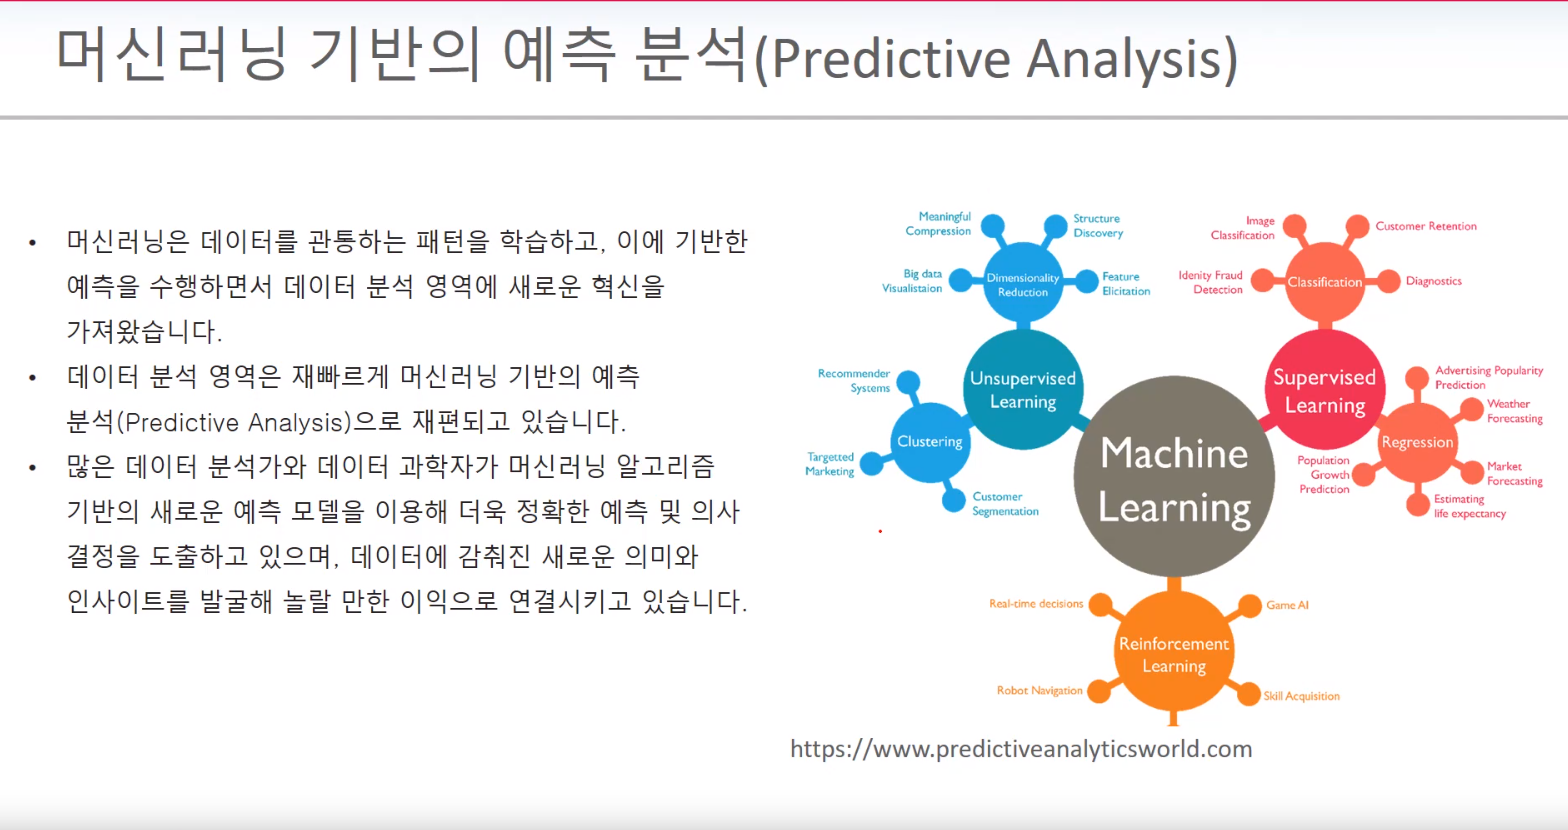 머신러닝 기반의 예측 분석(Predictive Analysis)
• 머신러닝은 데이터를 관통하는 패턴을 학습하고, 이에 기반한
예측을 수행하면서 데이터 분석 영역에 새로운 혁신을
가져왔습니다.
• 데이터 분석 영역은 재빠르게 머신러닝 기반의 예측
분석(Predictive Analysis)으로 재편되고 있습니다.
• 많은 데이터 분석가와 데이터 과학자가 머신러닝 알고리즘
기반의 새로운 예측 모델을 이용해 더욱 정확한 예측 및 의사
결정을 도출하고 있으며, 데이터에 감춰진 새로운 의미와
인사이트를 발굴해 놀랄 만한 이익으로 연결시키고 있습니다.
Meaningful
Compression
Structure
Discovery
Big data
Visualistaion
Dimensionality
Reduction
Feature
Elicitation
Recommender
Systems
Unsupervised
Learning
Clustering
Targetted
Marketing
Customer
Segmentation
Image
Classification
Customer Retention
Idenity Fraud
Detection
Classification
Diagnostics
Supervised
Learning
Advertising Popularity
Prediction
Weather
Forecasting
Regression
Population
Growth
Prediction
Market
Forecasting
Estimating
life expectancy
Machine
Learning
Real-time decisions
Game AI
Reinforcement
Learning
Robot Navigation
Skill Acquisition
https://www.predictiveanalyticsworld.com